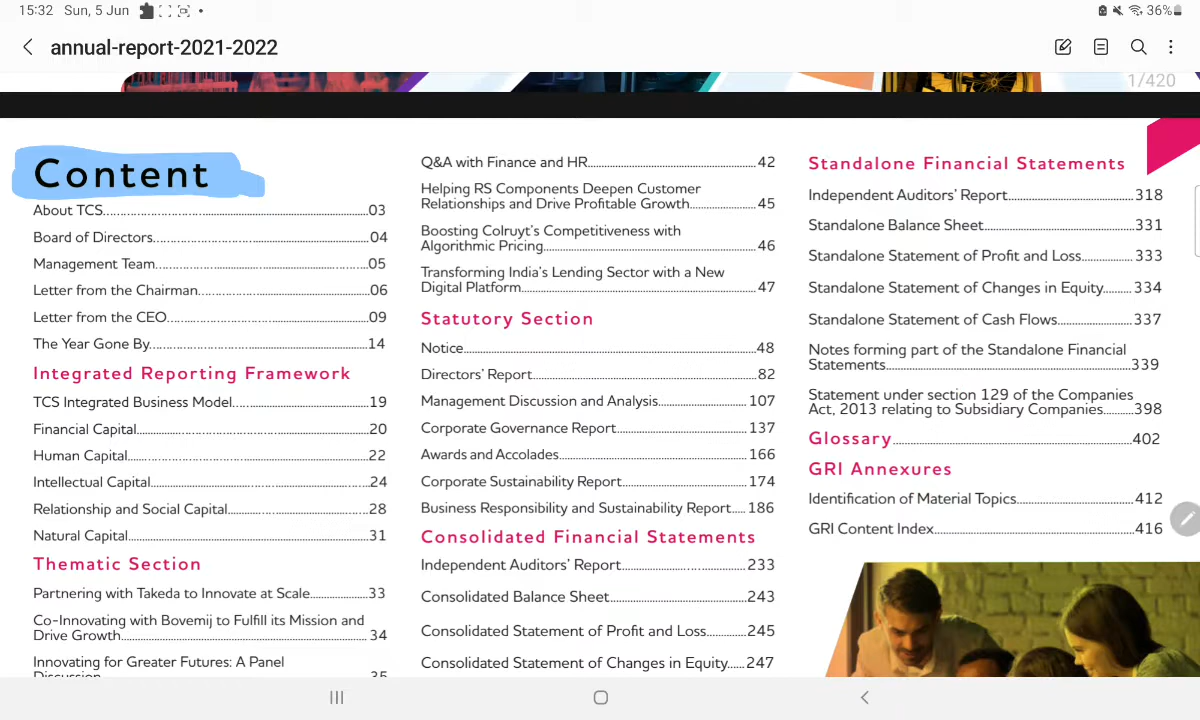 15:32 Sun, 5 Jun
36%
annual-report-2021-2022
1/420
Content
About TCS 03
Board of Directors 04
Management Team 05
Letter from the Chairman 06
Letter from the CEO 09
The Year Gone By 14
Integrated Reporting Framework
TCS Integrated Business Model 19
Financial Capital 20
Human Capital 22
Intellectual Capital 24
Relationship and Social Capital 28
Natural Capital 31
Thematic Section
Partnering with Takeda to Innovate at Scale 33
Co-Innovating with Bovemij to Fulfill its Mission and
Drive Growth 34
Innovating for Greater Futures: A Panel
Discussion 35
Q&A with Finance and HR 42
Helping RS Components Deepen Customer
Relationships and Drive Profitable Growth 45
Boosting Colruyt's Competitiveness with
Algorithmic Pricing 46
Transforming India's Lending Sector with a New
Digital Platform 47
Statutory Section
Notice 48
Directors' Report 82
Management Discussion and Analysis 107
Corporate Governance Report 137
Awards and Accolades 166
Corporate Sustainability Report 174
Business Responsibility and Sustainability Report 186
Consolidated Financial Statements
Independent Auditors' Report 233
Consolidated Balance Sheet 243
Consolidated Statement of Profit and Loss 245
Consolidated Statement of Changes in Equity 247
Standalone Financial Statements
Independent Auditors' Report 318
Standalone Balance Sheet 331
Standalone Statement of Profit and Loss 333
Standalone Statement of Changes in Equity 334
Standalone Statement of Cash Flows 337
Notes forming part of the Standalone Financial
Statements 339
Statement under section 129 of the Companies
Act, 2013 relating to Subsidiary Companies 398
Glossary 402
GRI Annexures
Identification of Material Topics 412
GRI Content Index 416